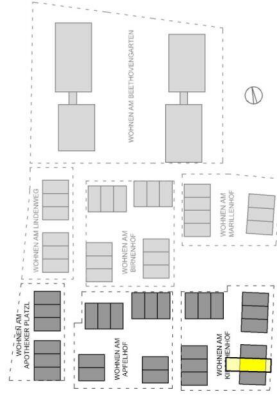 WOHNEN AM BEETHOVENGARTEN
WOHNEN AM LINDENWEG
WOHNEN AM
BIRNENHOF
WOHNEN AM
MARILLENHOF
WOHNEN AM
APOTHEKER PLATZL
WOHNEN AM
APFELHOF
WOHNEN AM